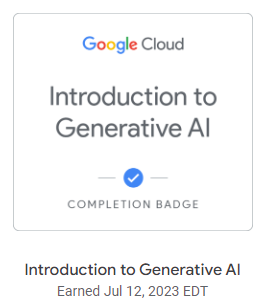 Google Cloud
Introduction to
Generative AI
COMPLETION BADGE
Introduction to Generative AI
Earned Jul 12, 2023 EDT